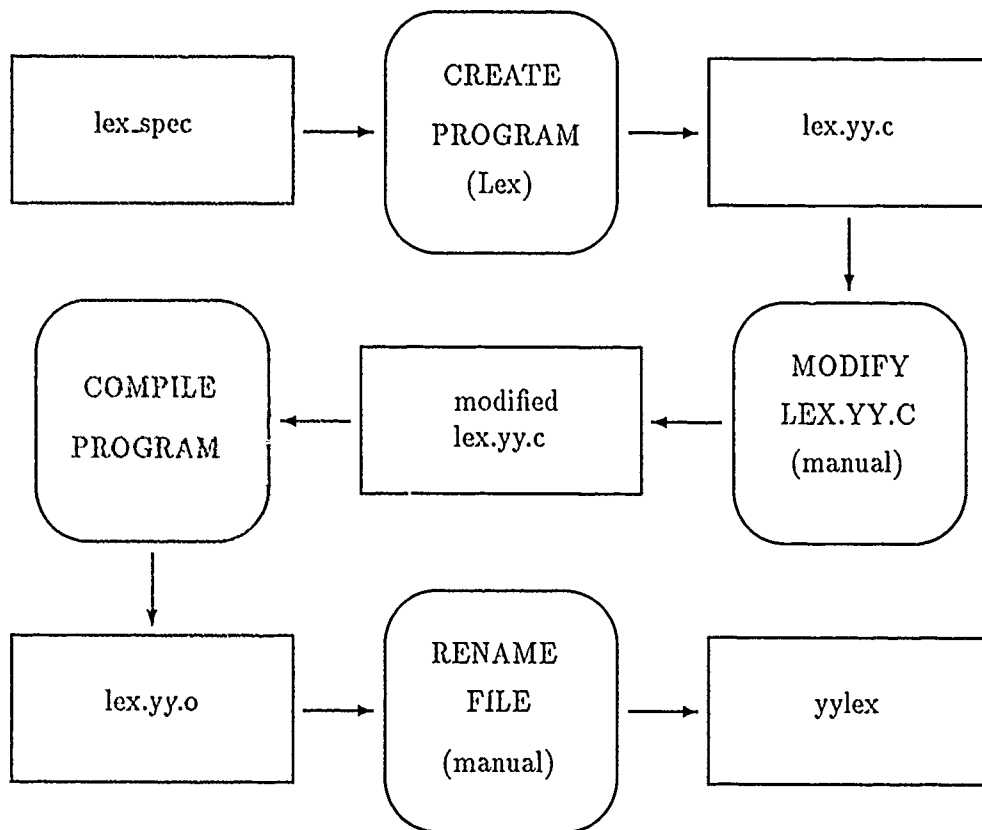 lex_spec
CREATE
PROGRAM
(Lex)
lex.yy.c
MODIFY
LEX.YY.C
(manual)
modified
lex.yy.c
COMPILE
PROGRAM
lex.yy.o
RENAME
FILE
(manual)
yylex